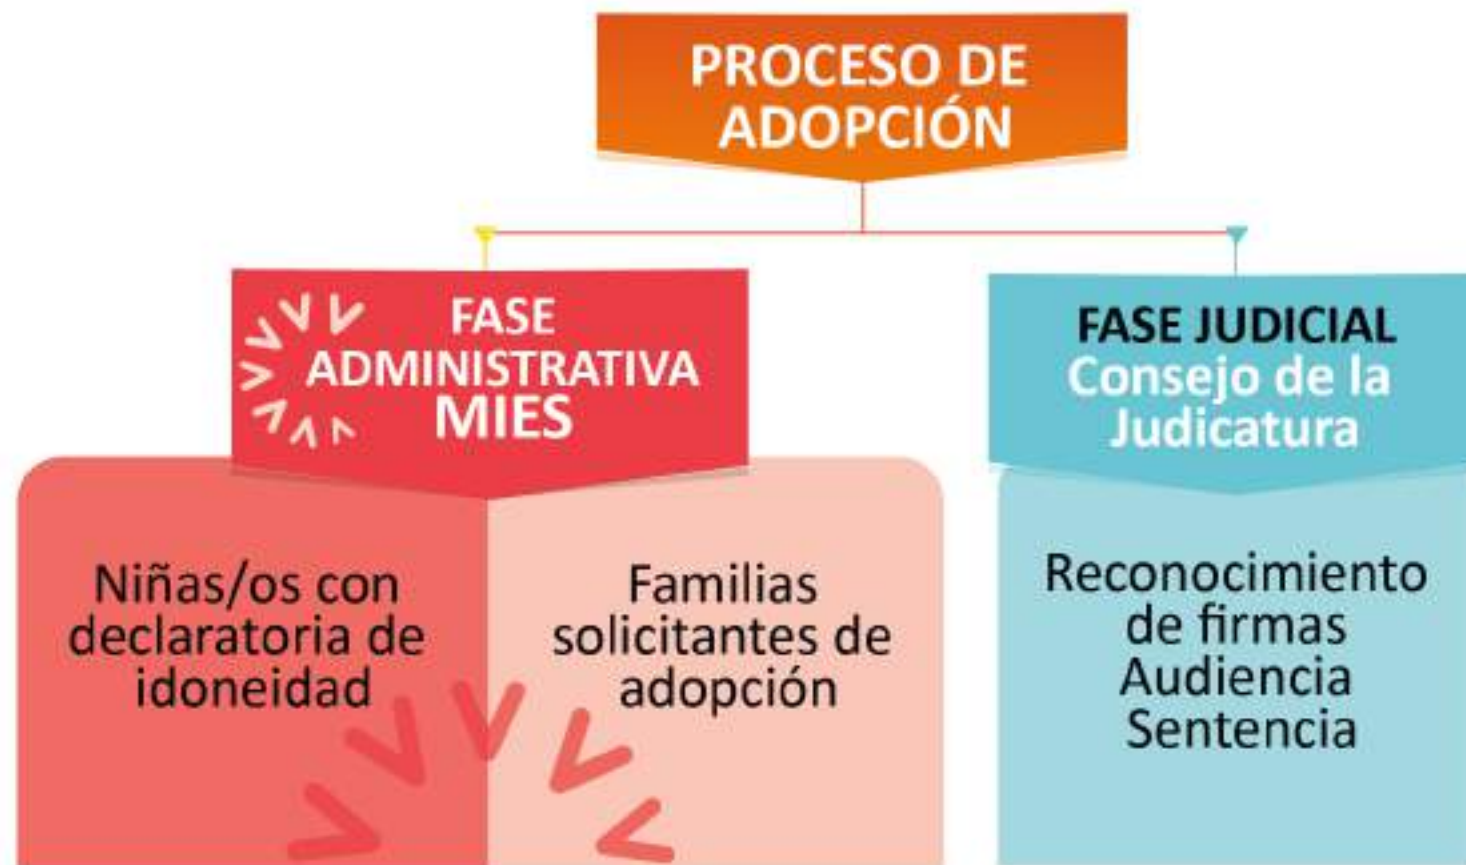 PROCESO DE
ADOPCIÓN
FASE
ADMINISTRATIVA
MIES
Niñas/os con
declaratoria de
idoneidad
Familias
solicitantes de
adopción
FASE JUDICIAL
Consejo de la
Judicatura
Reconocimiento
de firmas
Audiencia
Sentencia